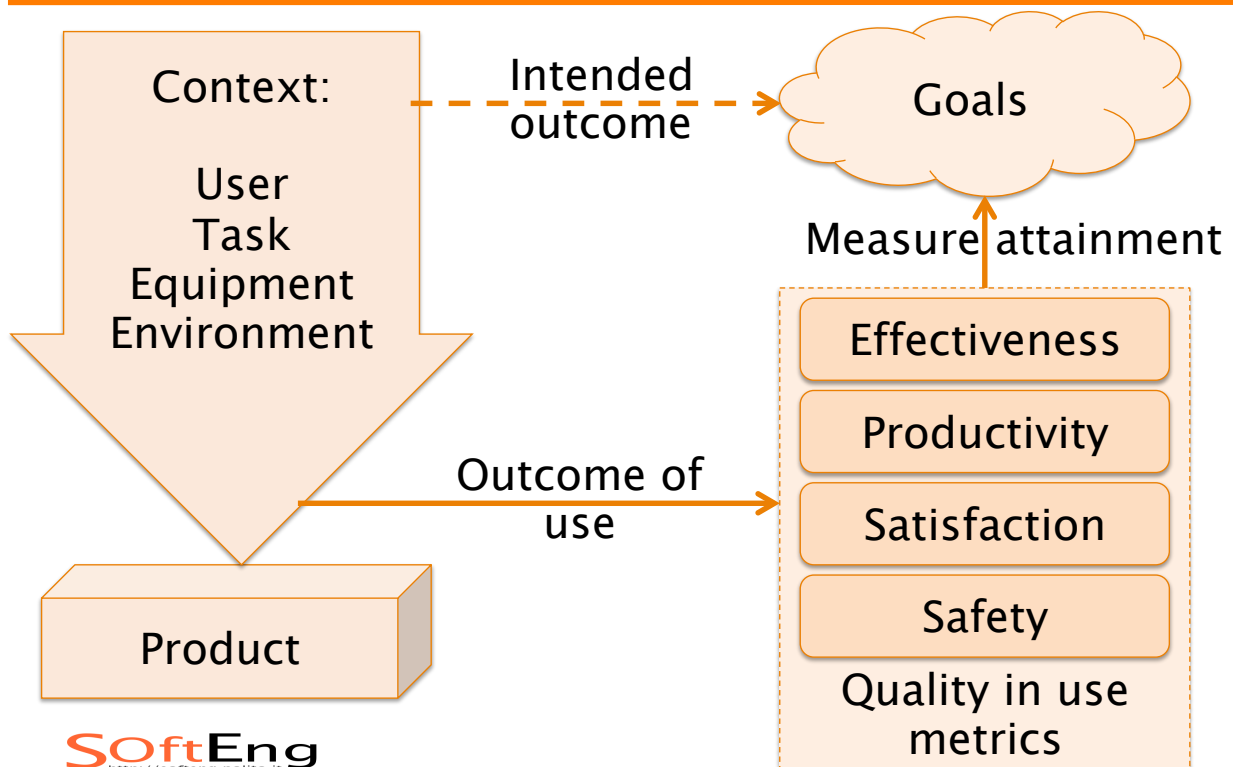 Context:
User
Task
Equipment
Environment
Intended
outcome
Goals
Measure attainment
Effectiveness
Productivity
Satisfaction
Safety
Quality in use
metrics
Outcome of
use
Product
SOftEng